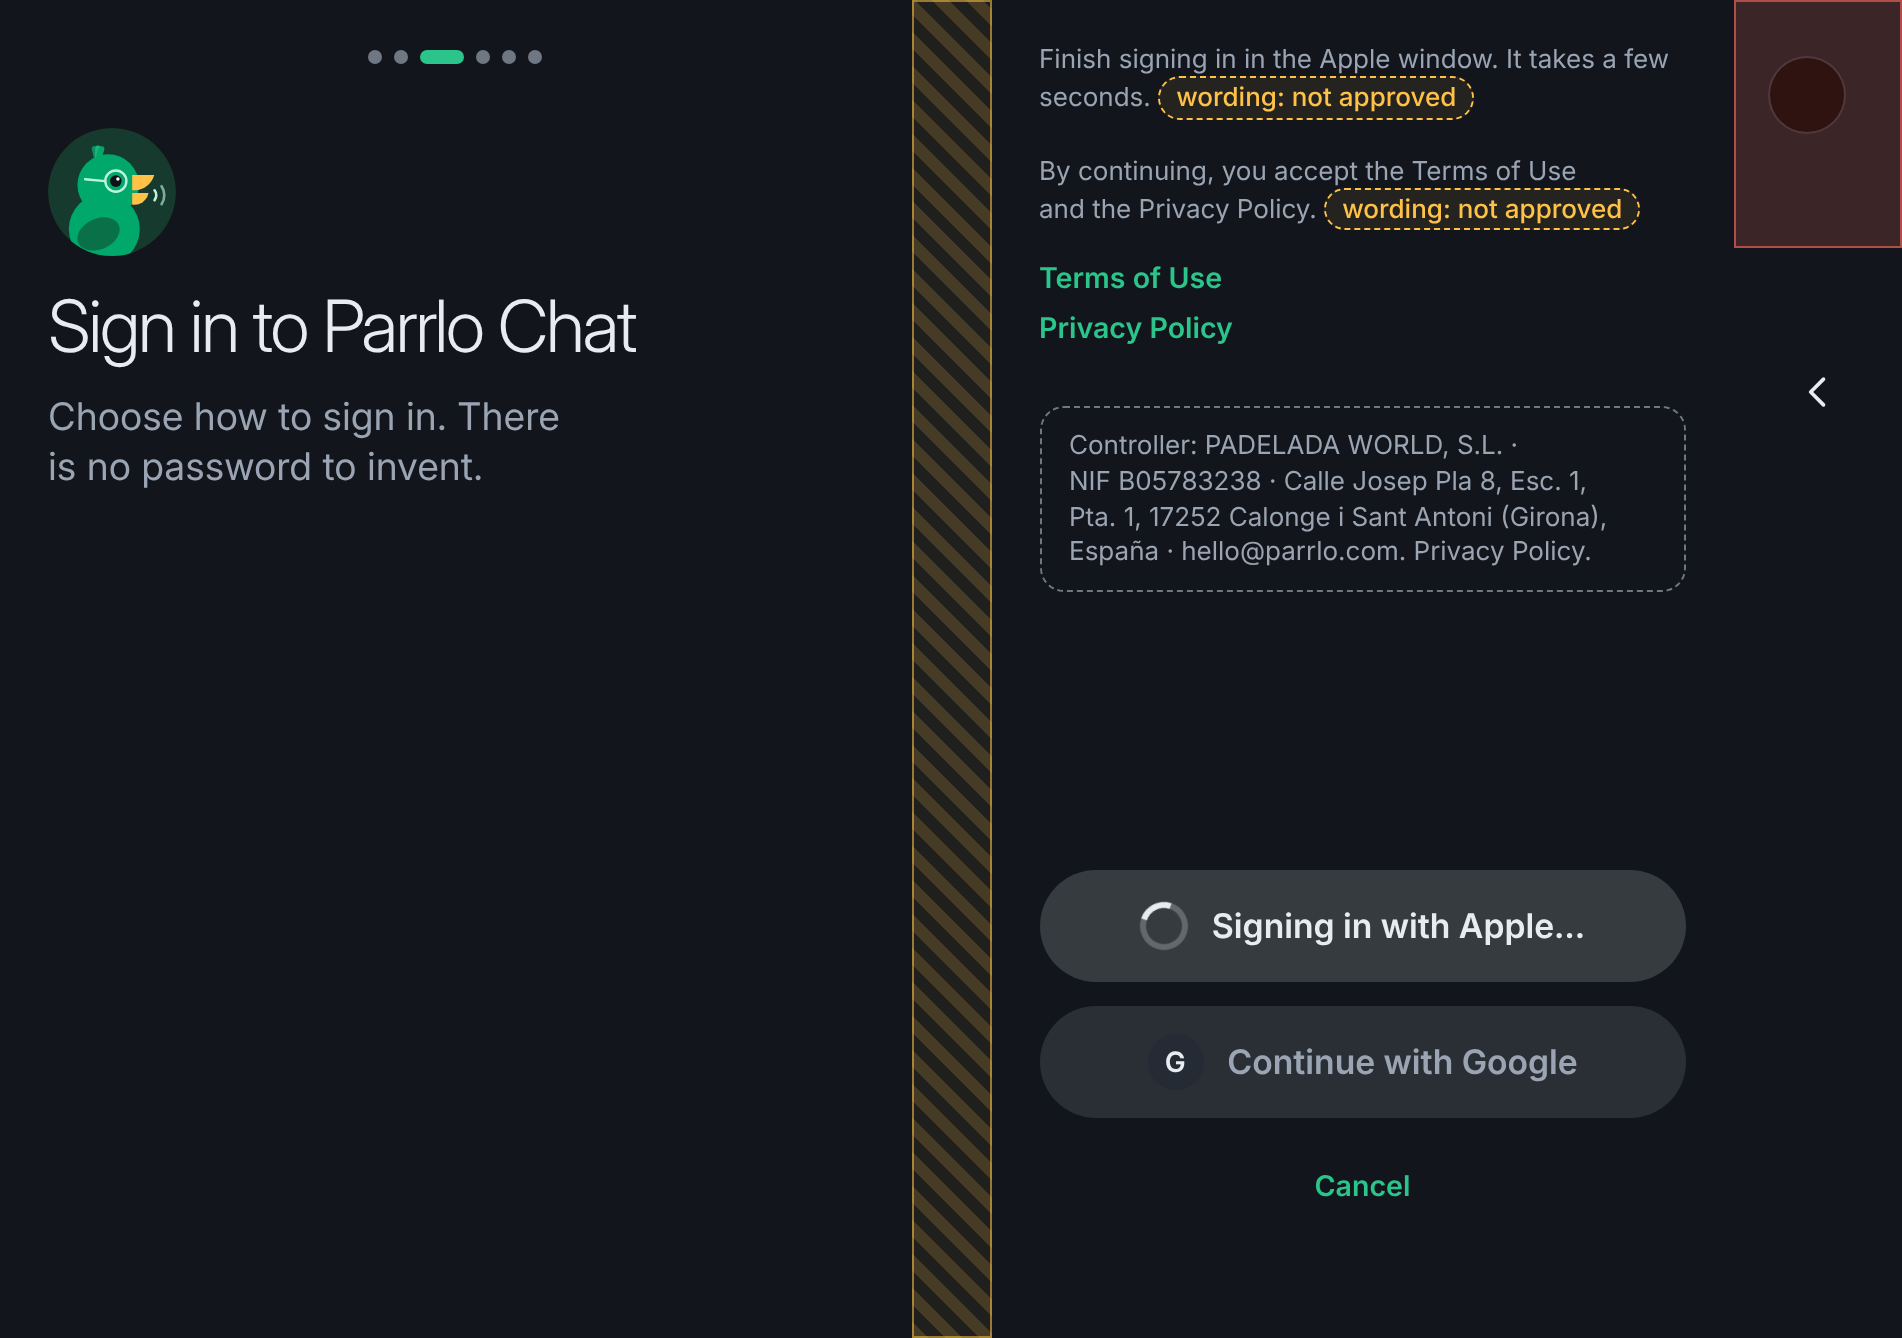 Sign in to Parrlo Chat
Choose how to sign in. There
is no password to invent.
Finish signing in in the Apple window. It takes a few
seconds. wording: not approved
By continuing, you accept the Terms of Use
and the Privacy Policy. wording: not approved
Terms of Use
Privacy Policy
Controller: PADELADA WORLD, S.L. ·
NIF B05783238 · Calle Josep Pla 8, Esc. 1,
Pta. 1, 17252 Calonge i Sant Antoni (Girona),
España · hello@parrlo.com. Privacy Policy.
Signing in with Apple...
G Continue with Google
Cancel